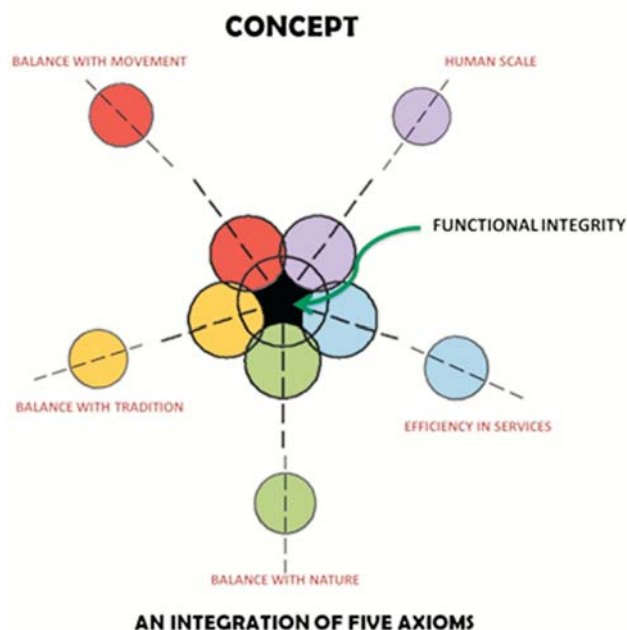 CONCEPT
BALANCE WITH MOVEMENT
HUMAN SCALE
FUNCTIONAL INTEGRITY
BALANCE WITH TRADITION
EFFICIENCY IN SERVICES
BALANCE WITH NATURE
AN INTEGRATION OF FIVE AXIOMS